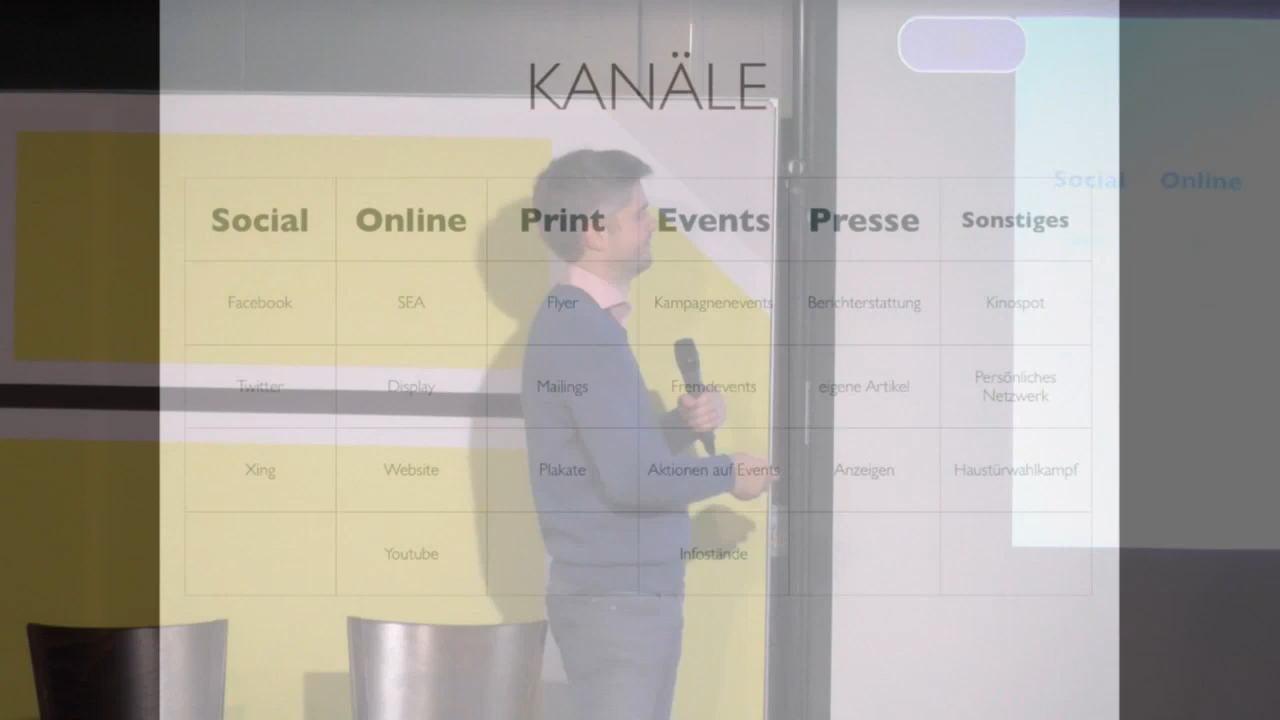 KANÄLE
Social Online Print Events Presse Sonstiges
Social Online
Facebook SEA Flyer Kampagnenevents Berichterstattung Kinospot
Twitter Display Mailings Fremdevents eigene Artikel Persönliches Netzwerk
Xing Website Plakate Aktionen auf Events Anzeigen Haustürwahlkampf
Youtube Infostände